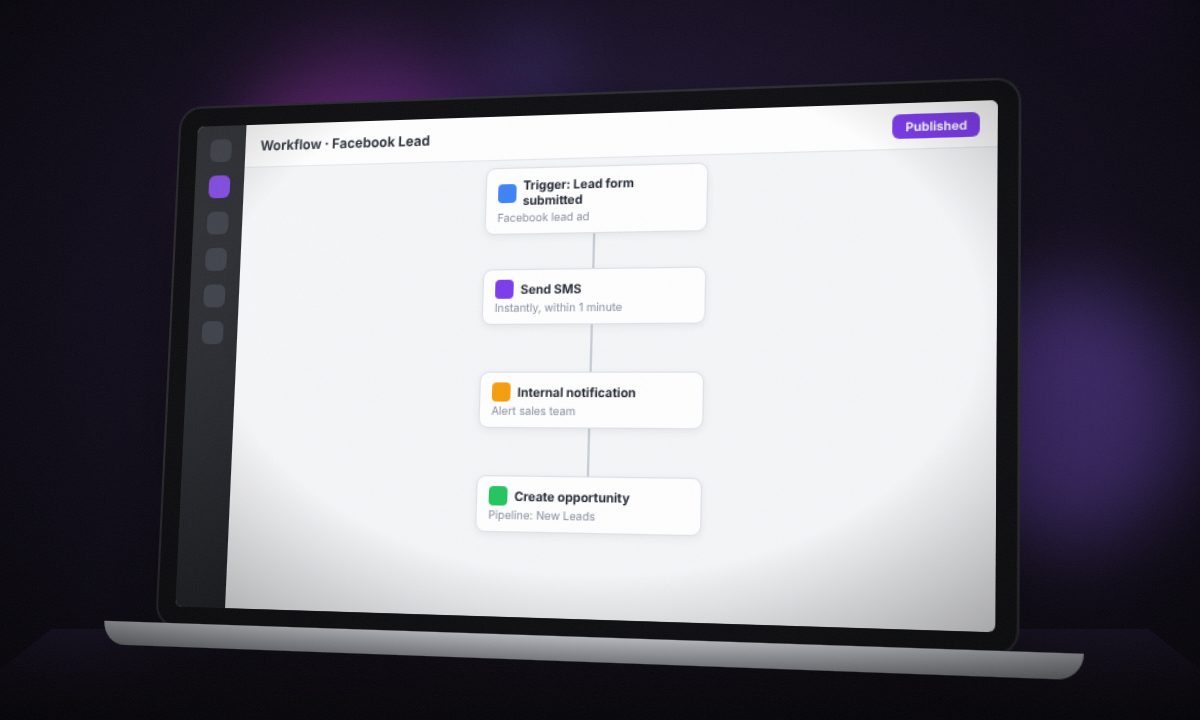 Workflow · Facebook Lead
Published
Trigger: Lead form
submitted
Facebook lead ad
Send SMS
Instantly, within 1 minute
Internal notification
Alert sales team
Create opportunity
Pipeline: New Leads